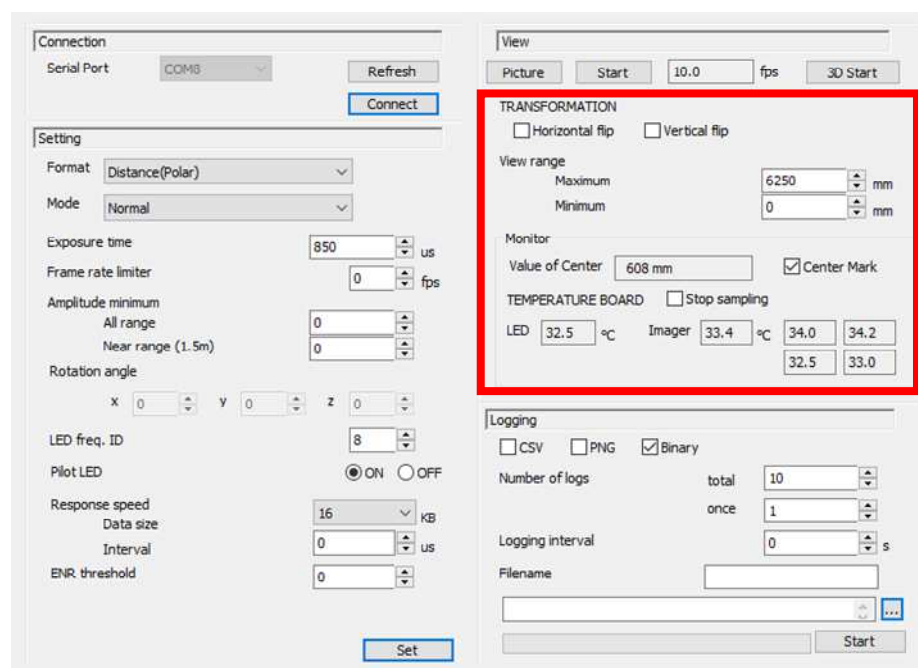 Connection
Serial Port COM8
Refresh
Connect
Setting
Format Distance(Polar)
Mode Normal
Exposure time 850 us
Frame rate limiter 0 fps
Amplitude minimum
All range 0
Near range (1.5m) 0
Rotation angle
x 0 y 0 z 0
LED freq. ID 8
Pilot LED ON OFF
Response speed
Data size 16 KB
Interval 0 us
ENR threshold 0
Set
View
Picture Start 10.0 fps 3D Start
TRANSFORMATION
Horizontal flip Vertical flip
View range
Maximum 6250 mm
Minimum 0 mm
Monitor
Value of Center 608 mm Center Mark
TEMPERATURE BOARD Stop sampling
LED 32.5 °C Imager 33.4 °C 34.0 34.2
32.5 33.0
Logging
CSV PNG Binary
Number of logs total 10
once 1
Logging interval 0 s
Filename
...
Start